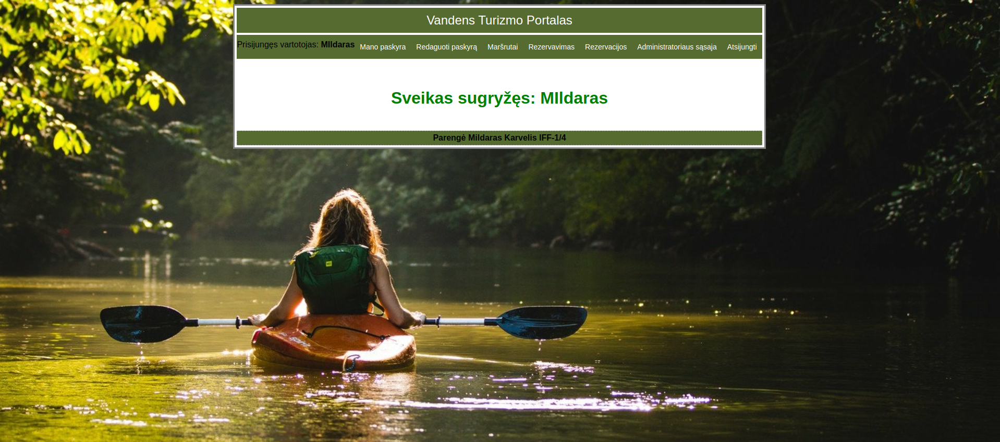 Vandens Turizmo Portalas
Prisijungęs vartotojas: MIldaras Mano paskyra Redaguoti paskyrą Maršrutai Rezervavimas Rezervacijos Administratoriaus sąsaja Atsijungti
Sveikas sugryžęs: MIldaras
Parengė Mildaras Karvelis IFF-1/4